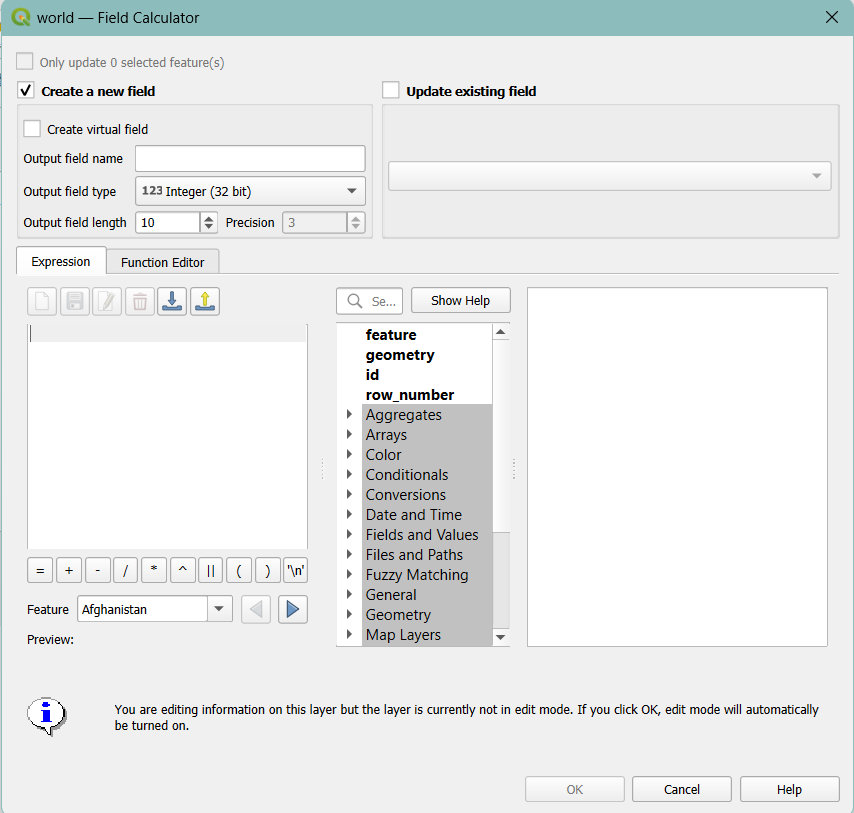 world — Field Calculator
Only update 0 selected feature(s)
Create a new field
Update existing field
Create virtual field
Output field name
Output field type
123 Integer (32 bit)
Output field length
10
Precision
3
Expression
Function Editor
Se...
Show Help
feature
geometry
id
row_number
Aggregates
Arrays
Color
Conditionals
Conversions
Date and Time
Fields and Values
Files and Paths
Fuzzy Matching
General
Geometry
Map Layers
= + - / * ^ || ( ) '\n'
Feature
Afghanistan
Preview:
You are editing information on this layer but the layer is currently not in edit mode. If you click OK, edit mode will automatically
be turned on.
OK
Cancel
Help